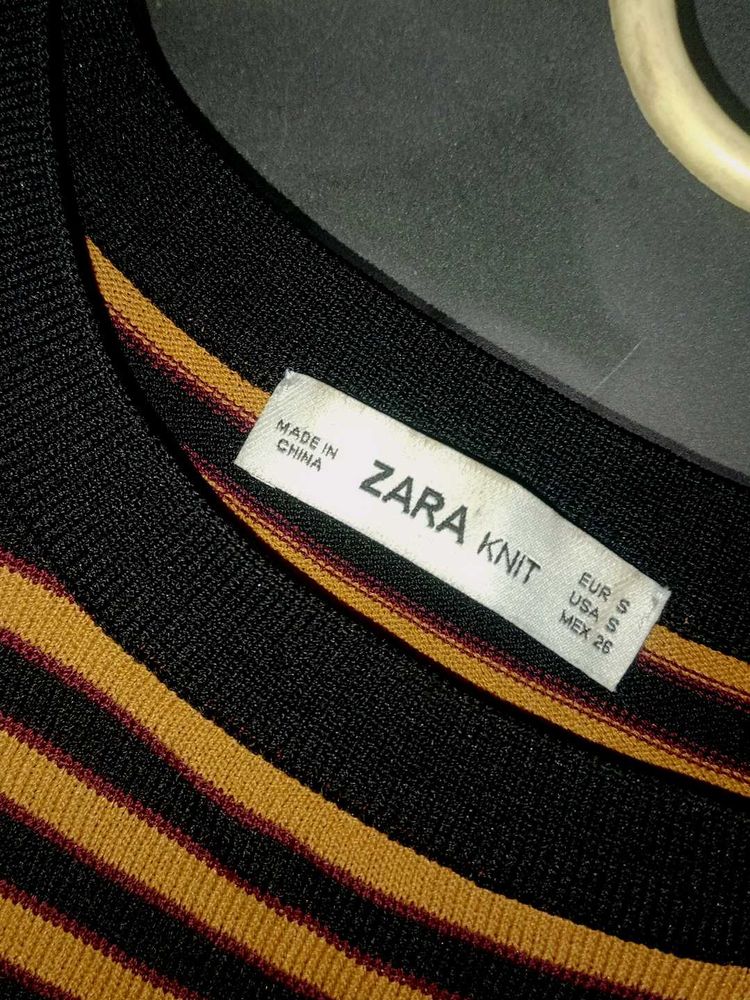 MADE IN
CHINA
ZARA KNIT
EUR S
USA S
MEX 26